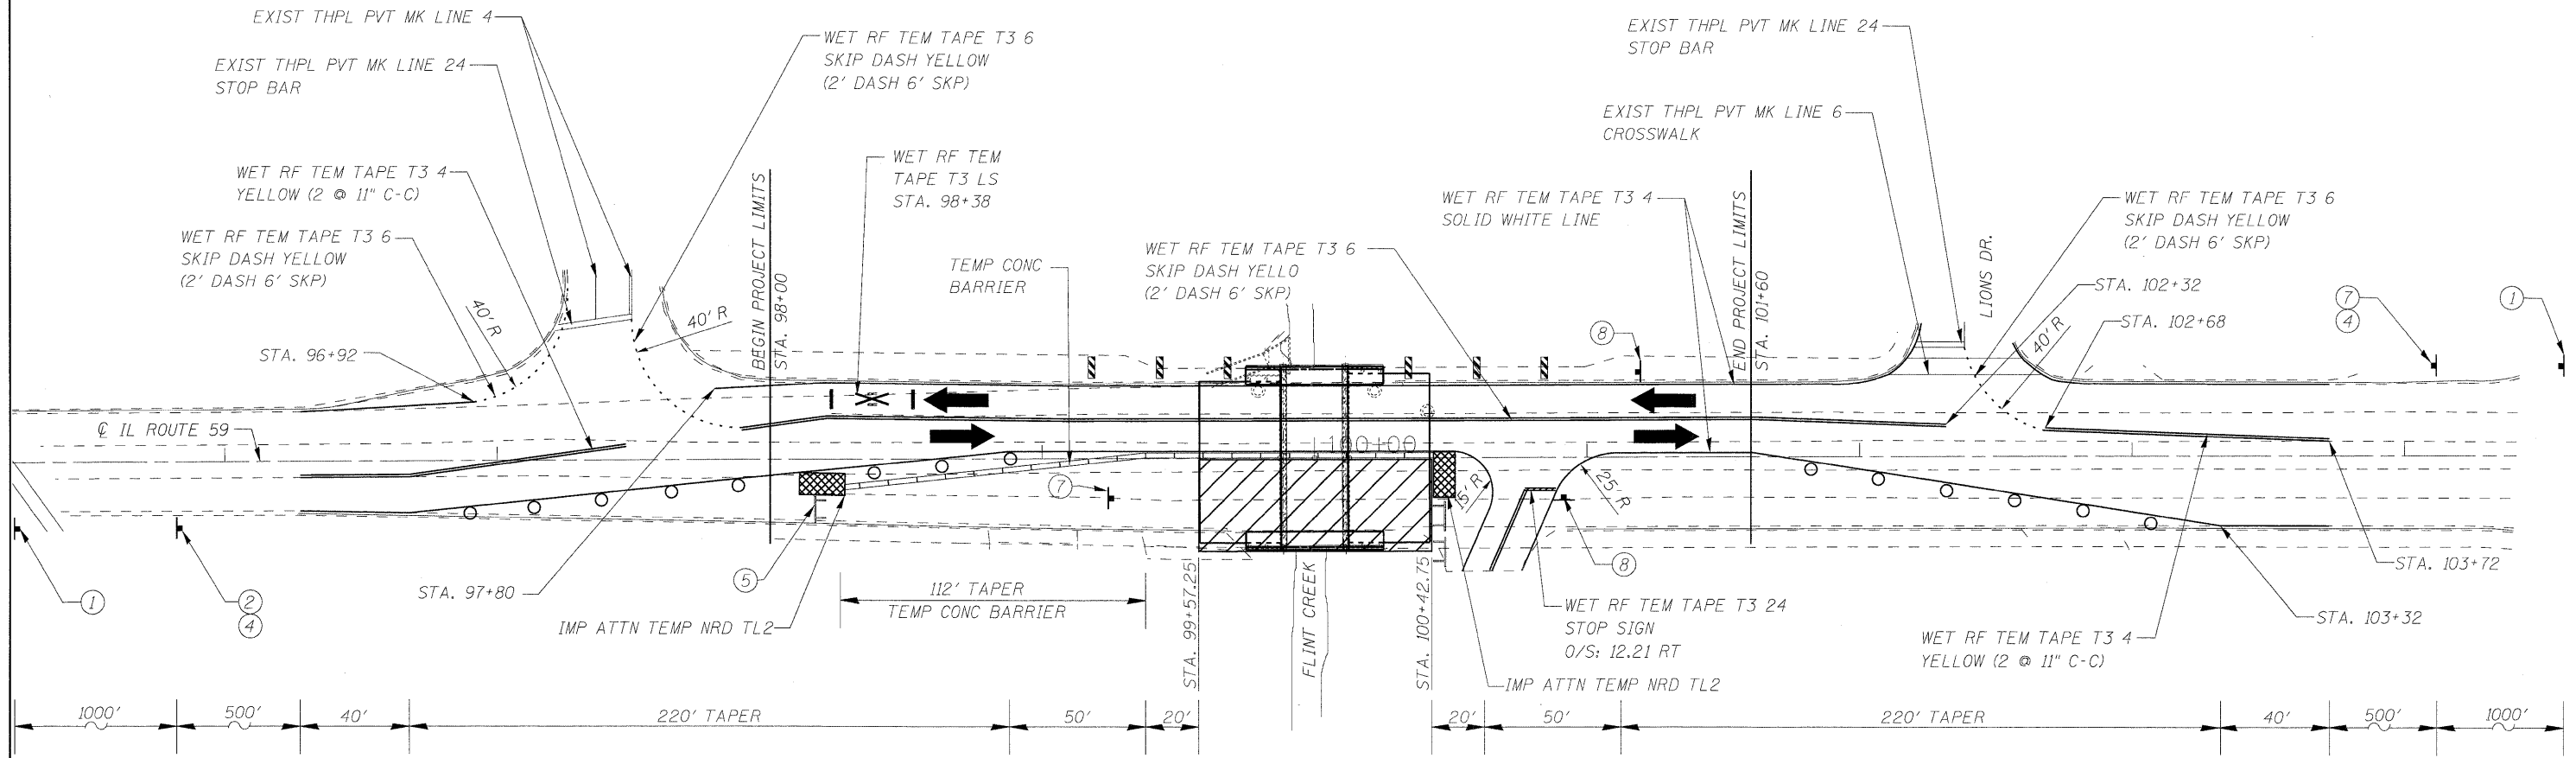 EXIST THPL PVT MK LINE 4
EXIST THPL PVT MK LINE 24
STOP BAR
WET RF TEM TAPE T3 6
SKIP DASH YELLOW
(2' DASH 6' SKP)
WET RF TEM TAPE T3 4
YELLOW (2 @ 11" C-C)
WET RF TEM TAPE T3 6
SKIP DASH YELLOW
(2' DASH 6' SKP)
40' R
40' R
STA. 96+92
℄ IL ROUTE 59
BEGIN PROJECT LIMITS
STA. 98+00
WET RF TEM
TAPE T3 LS
STA. 98+38
TEMP CONC
BARRIER
WET RF TEM TAPE T3 6
SKIP DASH YELLO
(2' DASH 6' SKP)
WET RF TEM TAPE T3 4
SOLID WHITE LINE
EXIST THPL PVT MK LINE 24
STOP BAR
EXIST THPL PVT MK LINE 6
CROSSWALK
END PROJECT LIMITS
STA. 101+60
LIONS DR.
WET RF TEM TAPE T3 6
SKIP DASH YELLOW
(2' DASH 6' SKP)
STA. 102+32
STA. 102+68
40' R
8
7
4
1
100+00
1
2
4
STA. 97+80
5
7
IMP ATTN TEMP NRD TL2
112' TAPER
TEMP CONC BARRIER
STA. 99+57.25
FLINT CREEK
STA. 100+42.75
15' R
25' R
8
WET RF TEM TAPE T3 24
STOP SIGN
O/S: 12.21 RT
IMP ATTN TEMP NRD TL2
WET RF TEM TAPE T3 4
YELLOW (2 @ 11" C-C)
STA. 103+72
STA. 103+32
1000'
500'
40'
220' TAPER
50'
20'
20'
50'
220' TAPER
40'
500'
1000'